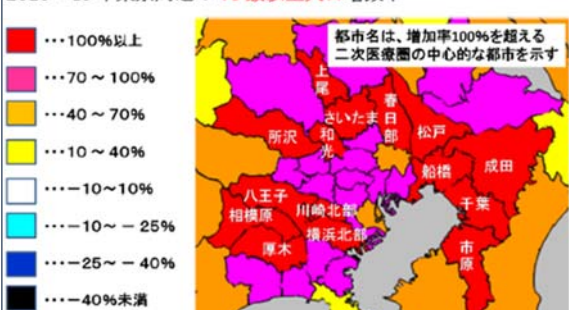 …100%以上
…70～100%
…40～70%
…10～40%
…－10～10%
…－10～－25%
…－25～－40%
…－40%未満
都市名は、増加率100%を超える
二次医療圏の中心的な都市を示す
上尾
春日部
さいたま
松戸
所沢
和光
船橋
成田
八王子
千葉
相模原
川崎北部
横浜北部
厚木
市原